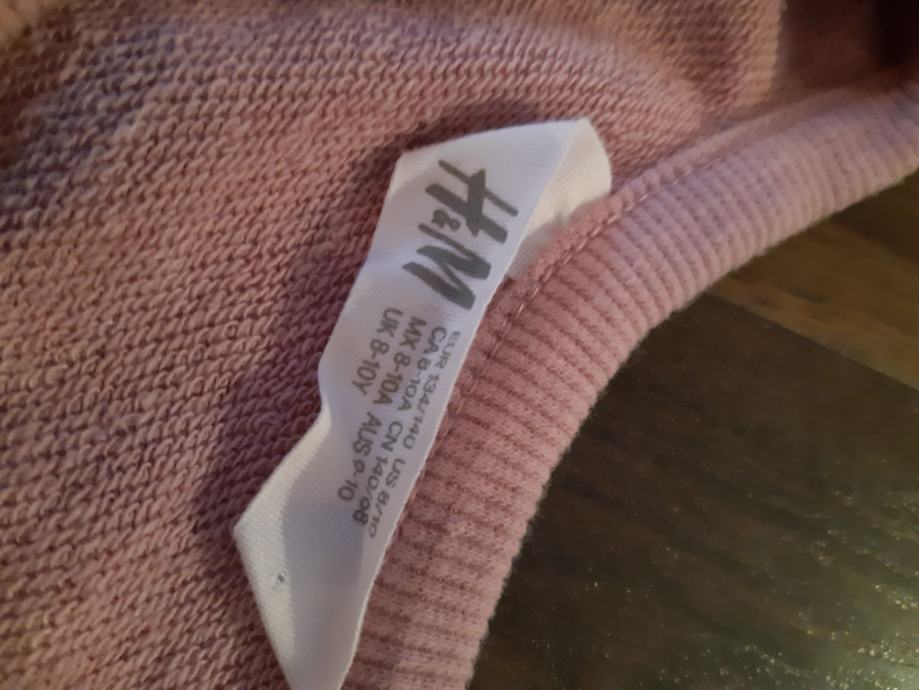 H&M
EUR 134/140 US 8/10
CA 8-10A CN 140/68
MX 8-10A AUS 9-10
UK 8-10Y